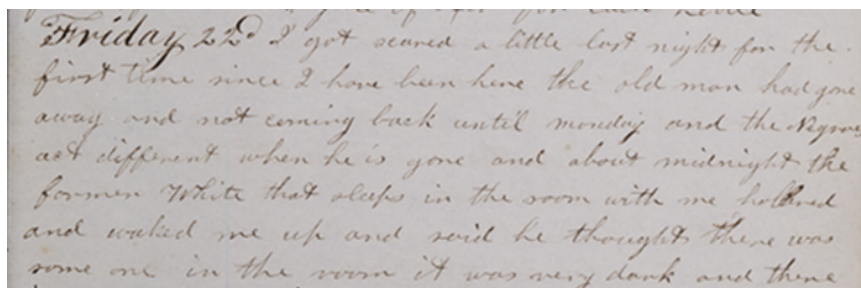 Friday 22d I got scared a little last night for the
first time since I have been here the old man had gone
away and not coming back until monday and the Negroes
act different when he is gone and about midnight the
former White that sleeps in the room with me hollered
and waked me up and said he thought there was
some one in the room it was very dark and there